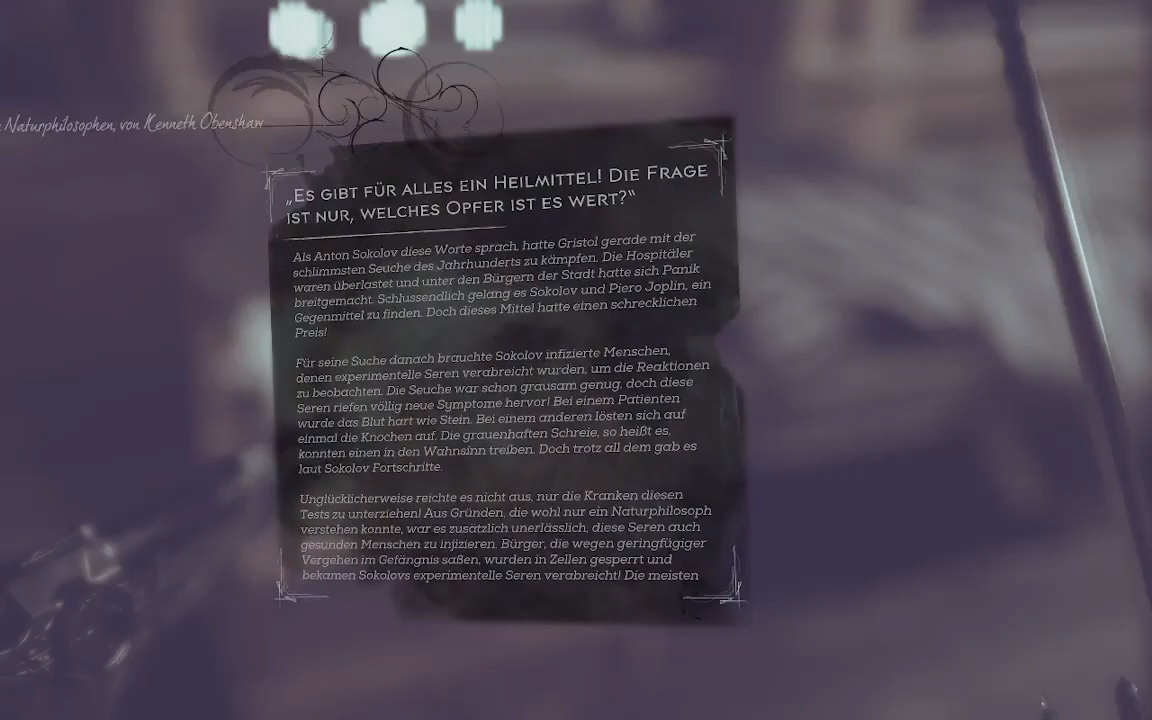 Naturphilosophen, von Kenneth Obenshaw
„Es gibt für alles ein Heilmittel! Die Frage
ist nur, welches Opfer ist es wert?“
Als Anton Sokolov diese Worte sprach, hatte Gristol gerade mit der
schlimmsten Seuche des Jahrhunderts zu kämpfen. Die Hospitäler
waren überlastet und unter den Bürgern der Stadt hatte sich Panik
breitgemacht. Schlussendlich gelang es Sokolov und Piero Joplin, ein
Gegenmittel zu finden. Doch dieses Mittel hatte einen schrecklichen
Preis!
Für seine Suche danach brauchte Sokolov infizierte Menschen,
denen experimentelle Seren verabreicht wurden, um die Reaktionen
zu beobachten. Die Seuche war schon grausam genug, doch diese
Seren riefen völlig neue Symptome hervor! Bei einem Patienten
wurde das Blut hart wie Stein. Bei einem anderen lösten sich auf
einmal die Knochen auf. Die grauenhaften Schreie, so heißt es,
konnten einen in den Wahnsinn treiben. Doch trotz all dem gab es
laut Sokolov Fortschritte.
Unglücklicherweise reichte es nicht aus, nur die Kranken diesen
Tests zu unterziehen! Aus Gründen, die wohl nur ein Naturphilosoph
verstehen konnte, war es zusätzlich unerlässlich, diese Seren auch
gesunden Menschen zu injizieren. Bürger, die wegen geringfügiger
Vergehen im Gefängnis saßen, wurden in Zellen gesperrt und
bekamen Sokolovs experimentelle Seren verabreicht! Die meisten